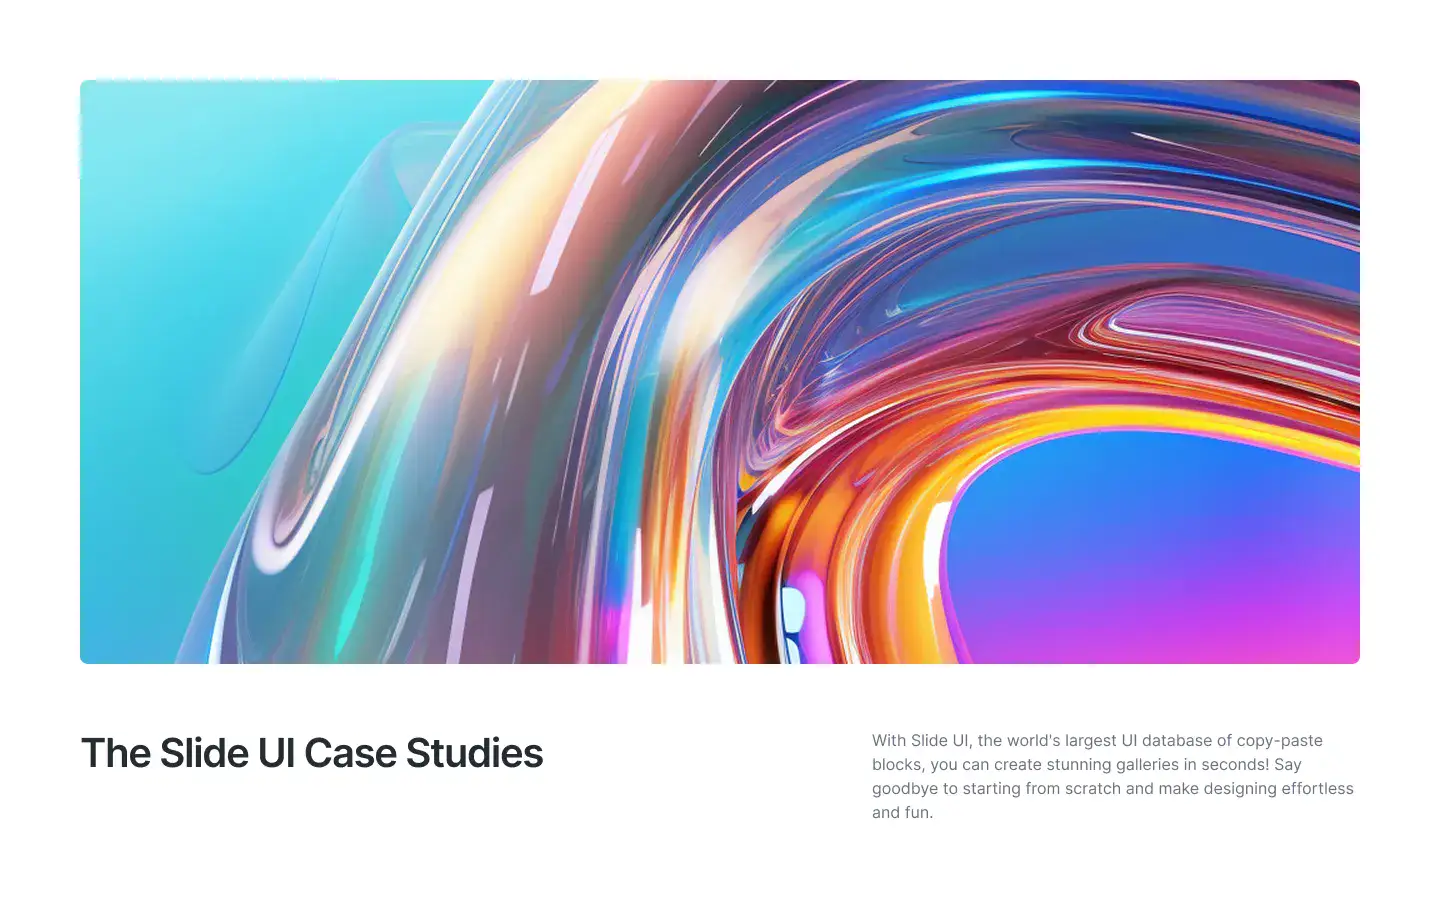 The Slide UI Case Studies
With Slide UI, the world's largest UI database of copy-paste
blocks, you can create stunning galleries in seconds! Say
goodbye to starting from scratch and make designing effortless
and fun.